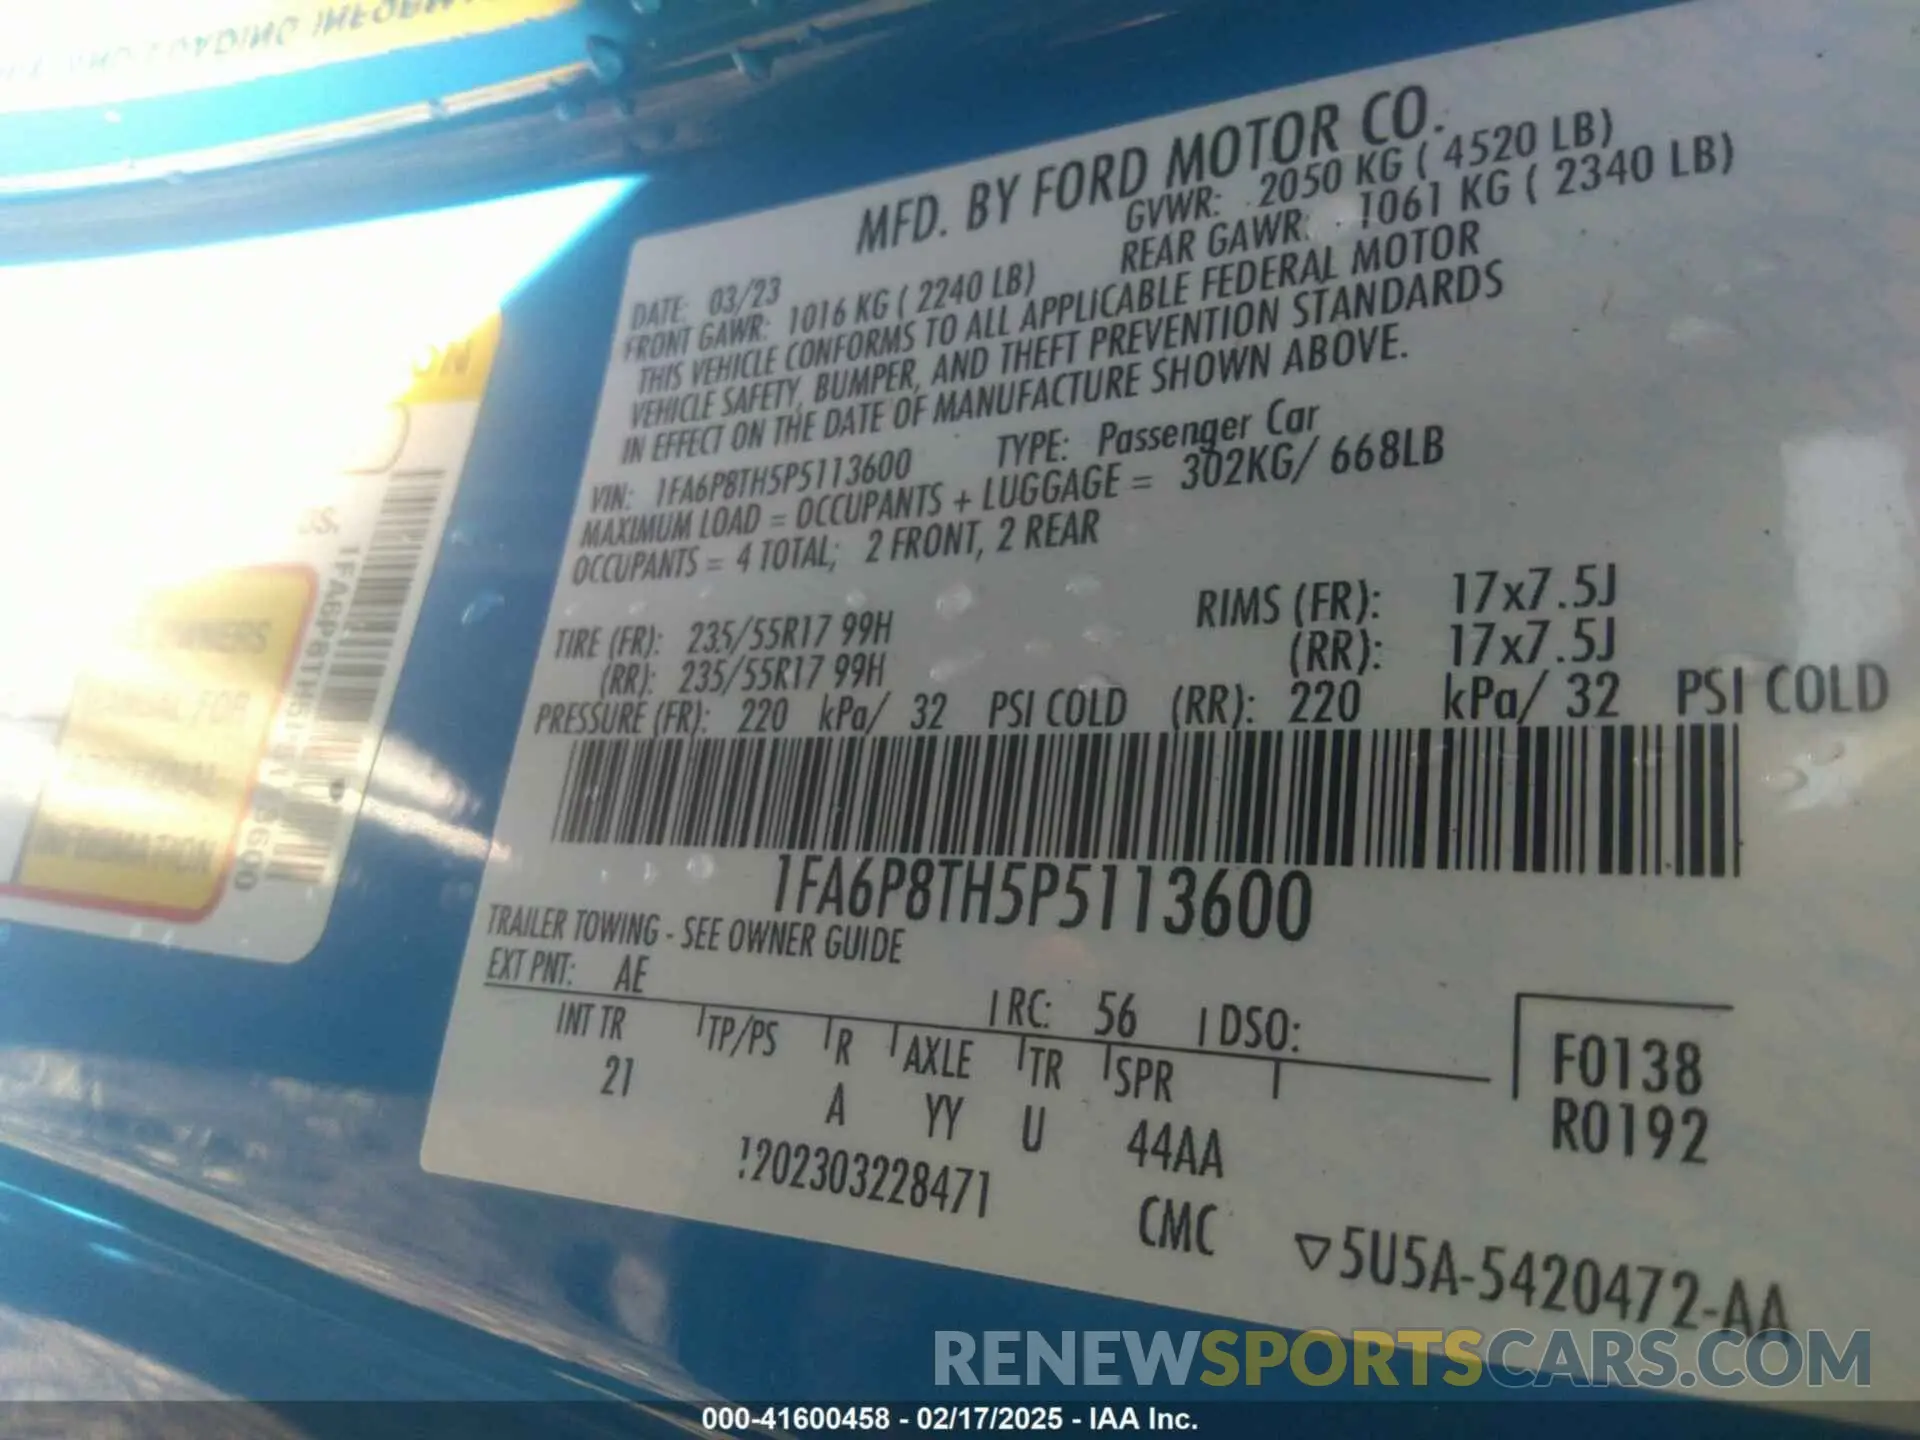 MFD. BY FORD MOTOR CO.
DATE: 03/23 GVWR: 2050 KG ( 4520 LB)
FRONT GAWR: 1016 KG ( 2240 LB) REAR GAWR: 1061 KG ( 2340 LB)
THIS VEHICLE CONFORMS TO ALL APPLICABLE FEDERAL MOTOR
VEHICLE SAFETY, BUMPER, AND THEFT PREVENTION STANDARDS
IN EFFECT ON THE DATE OF MANUFACTURE SHOWN ABOVE.
VIN: 1FA6P8TH5P5113600 TYPE: Passenger Car
MAXIMUM LOAD = OCCUPANTS + LUGGAGE = 302KG/ 668LB
OCCUPANTS = 4 TOTAL; 2 FRONT, 2 REAR
TIRE (FR): 235/55R17 99H RIMS (FR): 17x7.5J
(RR): 235/55R17 99H (RR): 17x7.5J
PRESSURE (FR): 220 kPa/ 32 PSI COLD (RR): 220 kPa/ 32 PSI COLD
1FA6P8TH5P5113600
TRAILER TOWING - SEE OWNER GUIDE
EXT PNT: AE RC: 56 DSO:
INT TR TP/PS R AXLE TR SPR
21 A YY U 44AA
F0138
R0192
!202303228471
CMC
▽5U5A-5420472-AA
MANUAL FOR
INFORMATION
1FA6P8TH5P5113600
RENEWSPORTSCARS.COM
000-41600458 - 02/17/2025 - IAA Inc.